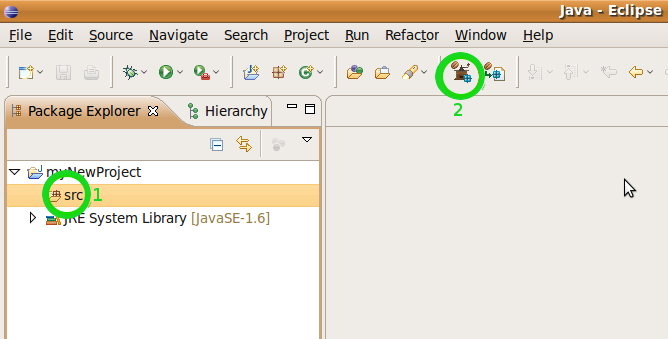 Java - Eclipse
File Edit Source Navigate Search Project Run Refactor Window Help
2
Package Explorer Hierarchy
myNewProject
src 1
JRE System Library [JavaSE-1.6]